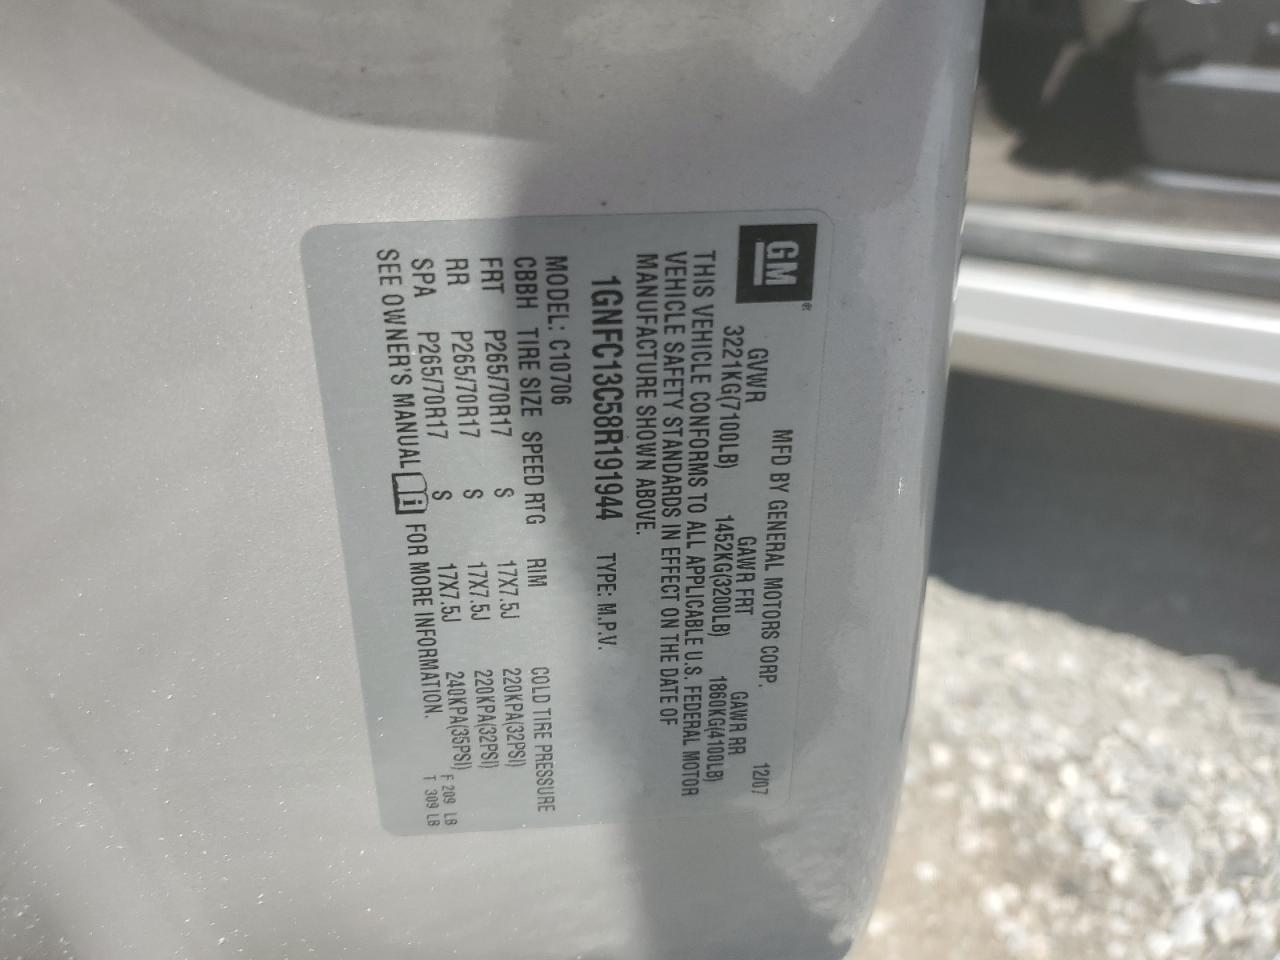 GM
MFD BY GENERAL MOTORS CORP. 12/07
GVWR GAWR FRT GAWR RR
3221KG(7100LB) 1452KG(3200LB) 1860KG(4100LB)
THIS VEHICLE CONFORMS TO ALL APPLICABLE U.S. FEDERAL MOTOR
VEHICLE SAFETY STANDARDS IN EFFECT ON THE DATE OF
MANUFACTURE SHOWN ABOVE.
1GNFC13C58R191944 TYPE: M.P.V.
MODEL: C10706
CBBH TIRE SIZE SPEED RTG RIM COLD TIRE PRESSURE
FRT P265/70R17 S 17X7.5J 220KPA(32PSI)
RR P265/70R17 S 17X7.5J 220KPA(32PSI)
SPA P265/70R17 S 17X7.5J 240KPA(35PSI) F 209 LB
SEE OWNER'S MANUAL i FOR MORE INFORMATION. T 309 LB